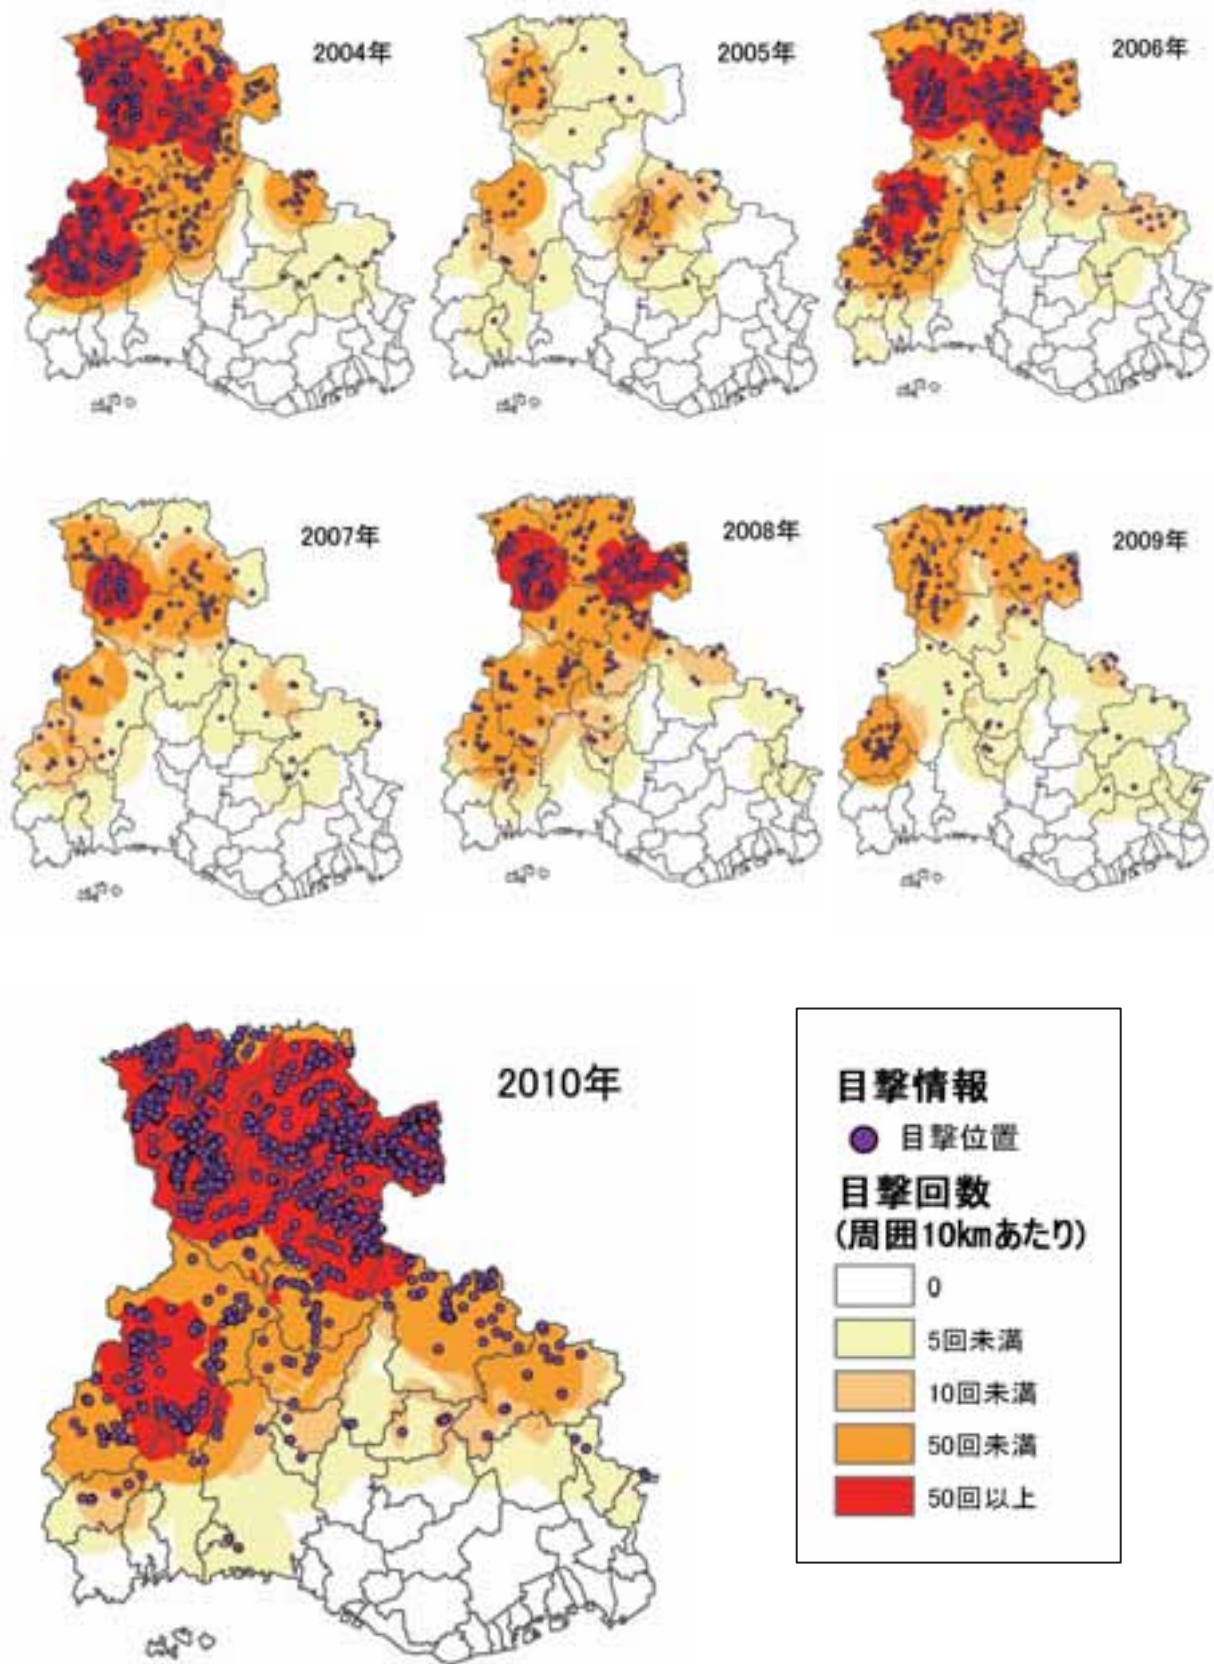 2004年
2005年
2006年
2007年
2008年
2009年
2010年
目撃情報
目撃位置
目撃回数
(周囲10kmあたり)
0
5回未満
10回未満
50回未満
50回以上